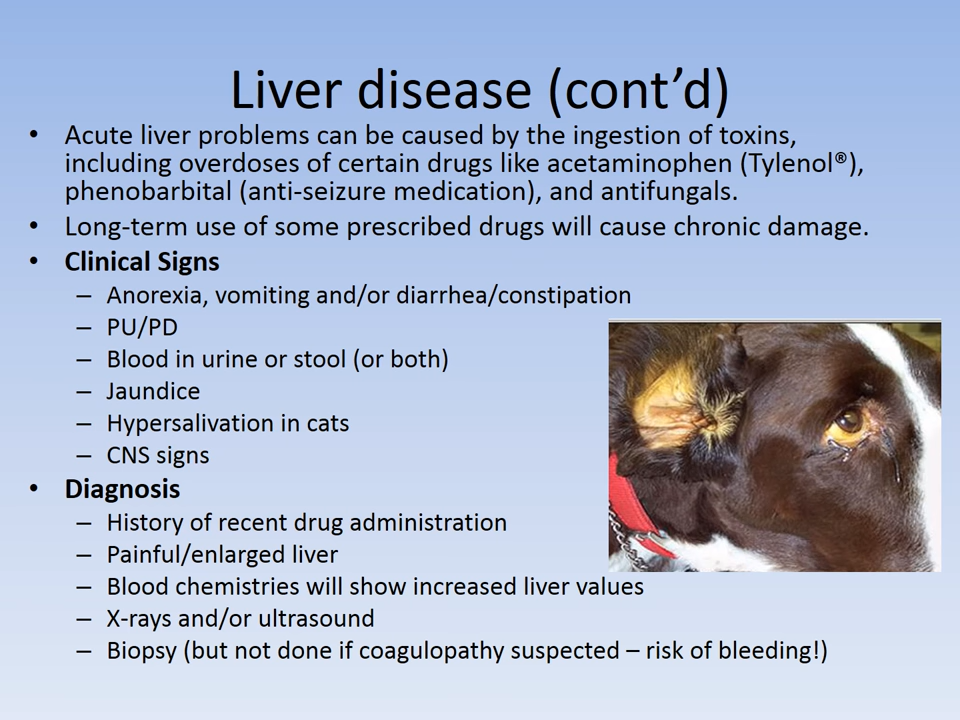 Liver disease (cont’d)
• Acute liver problems can be caused by the ingestion of toxins,
including overdoses of certain drugs like acetaminophen (Tylenol®),
phenobarbital (anti-seizure medication), and antifungals.
• Long-term use of some prescribed drugs will cause chronic damage.
• Clinical Signs
– Anorexia, vomiting and/or diarrhea/constipation
– PU/PD
– Blood in urine or stool (or both)
– Jaundice
– Hypersalivation in cats
– CNS signs
• Diagnosis
– History of recent drug administration
– Painful/enlarged liver
– Blood chemistries will show increased liver values
– X-rays and/or ultrasound
– Biopsy (but not done if coagulopathy suspected – risk of bleeding!)